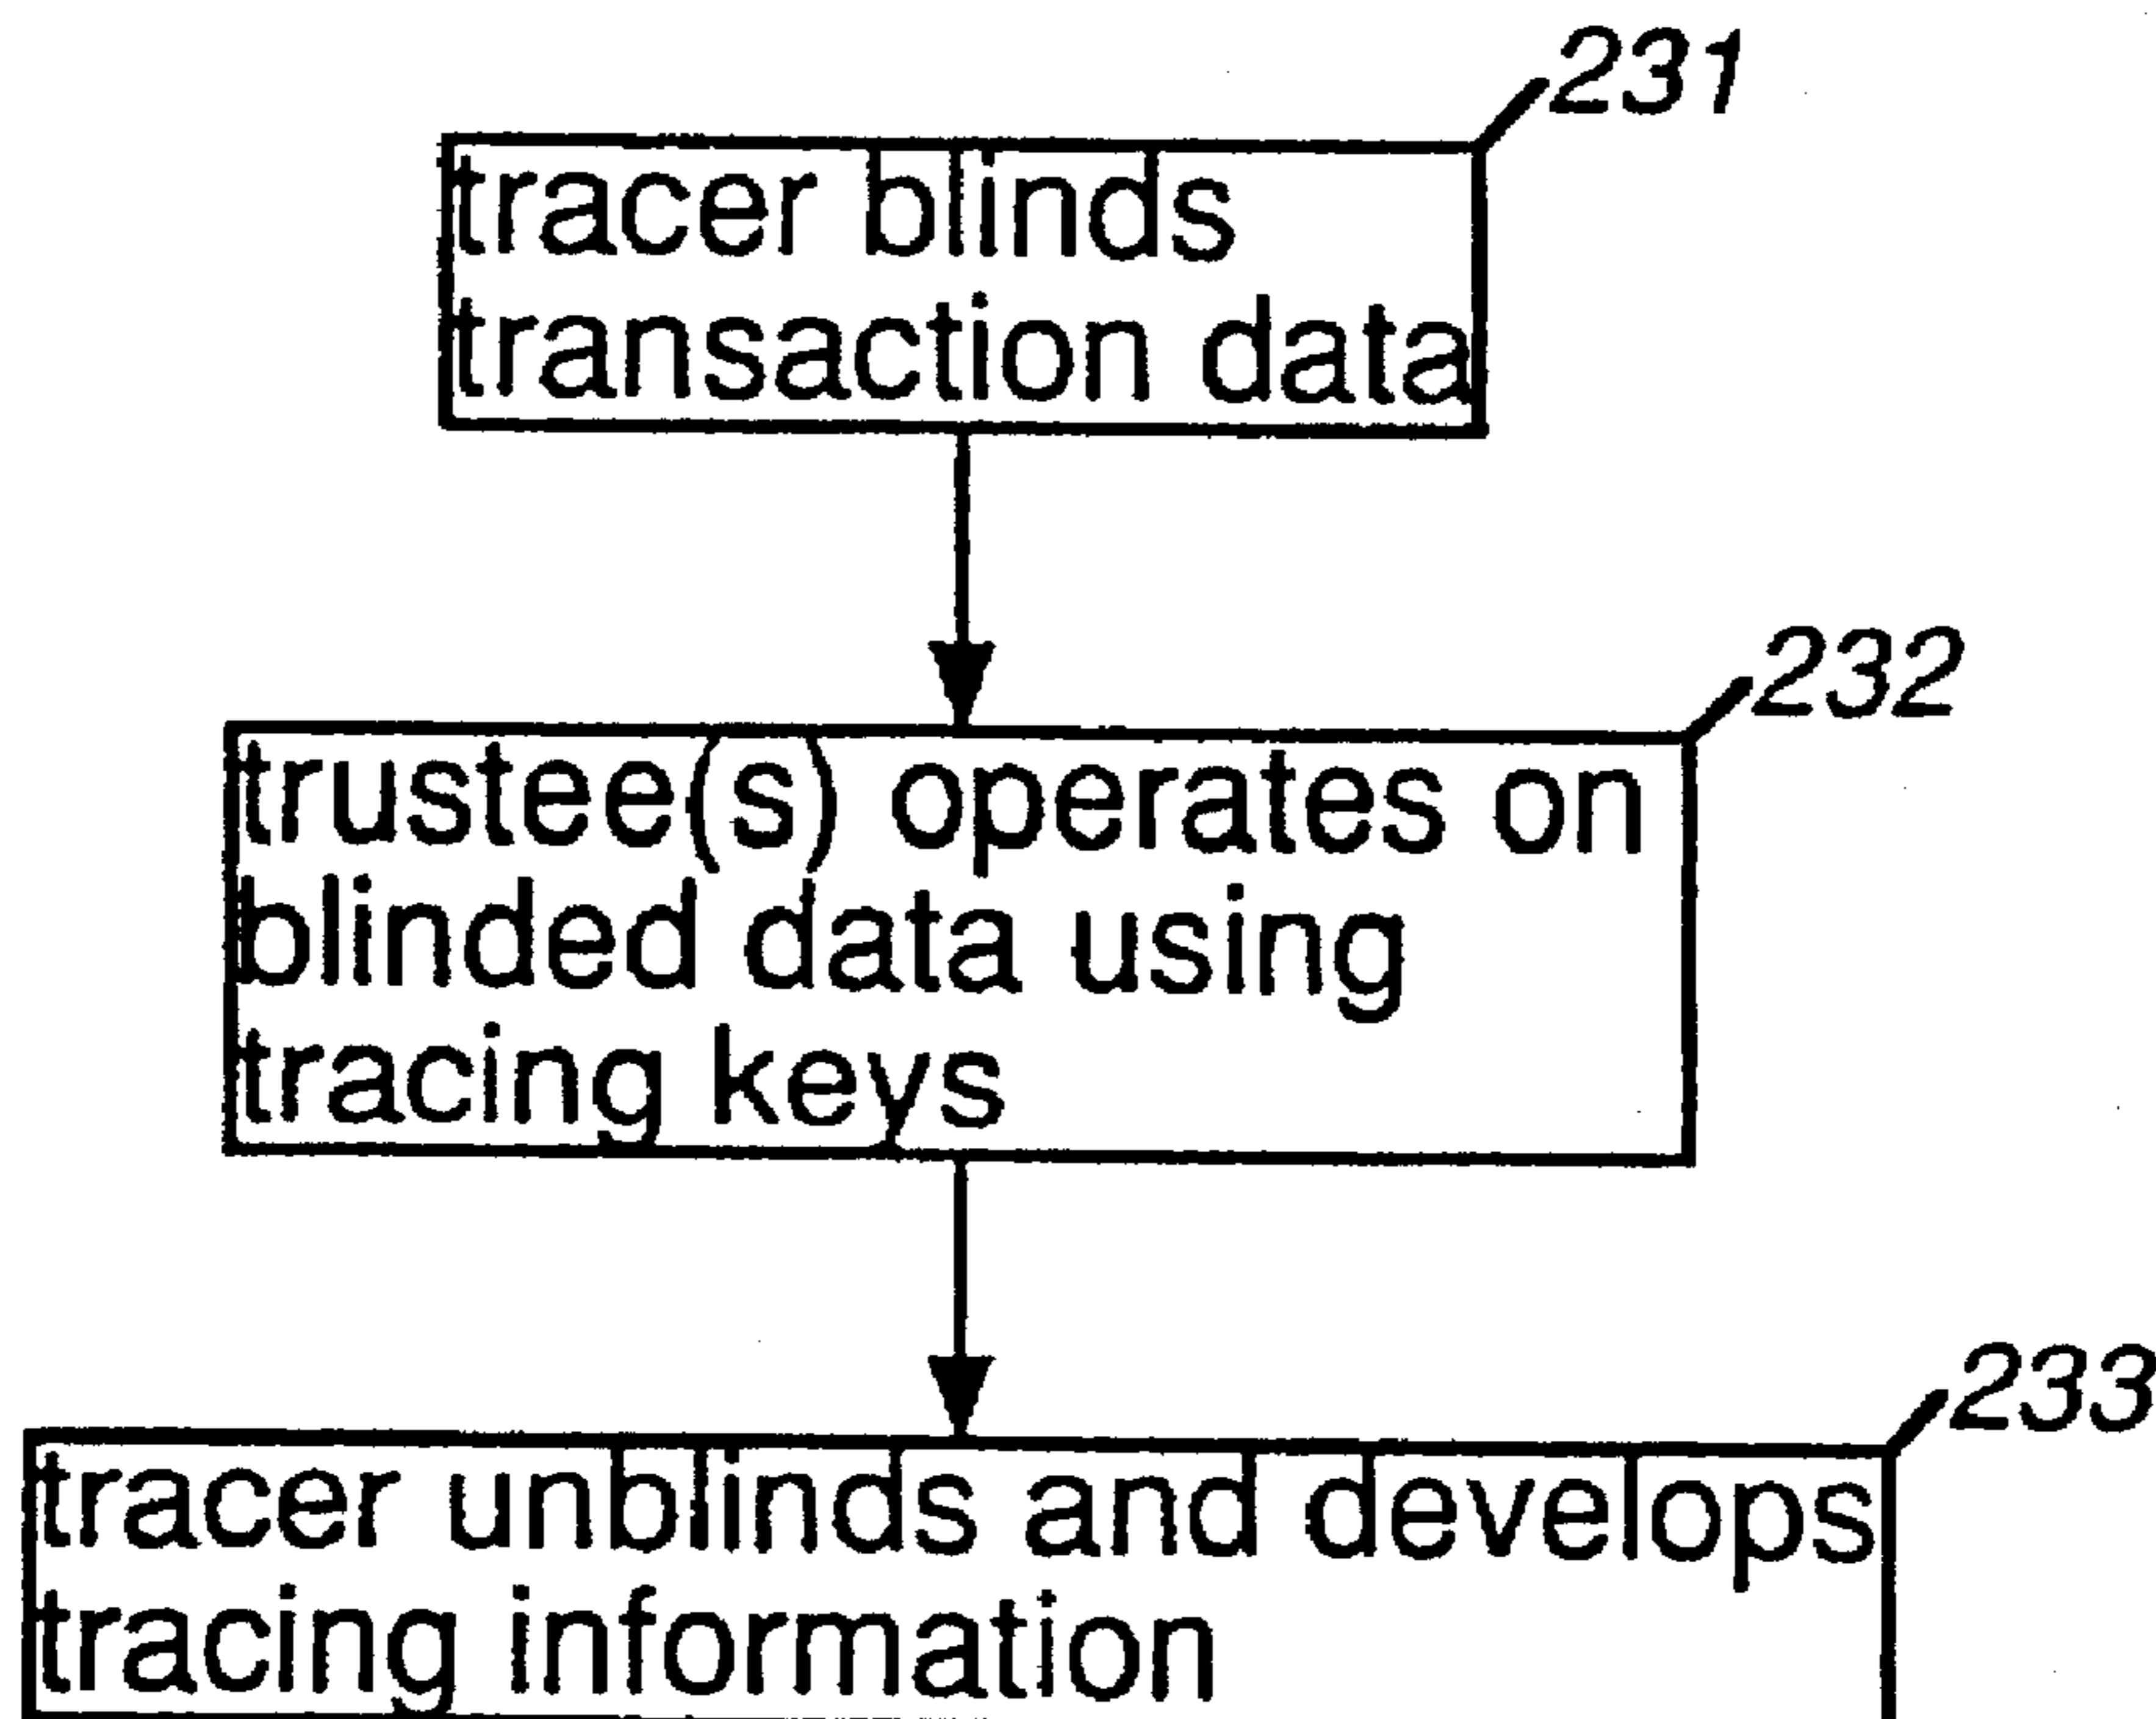 231
tracer blinds
transaction data
232
trustee(s) operates on
blinded data using
tracing keys
233
tracer unblinds and develops
tracing information